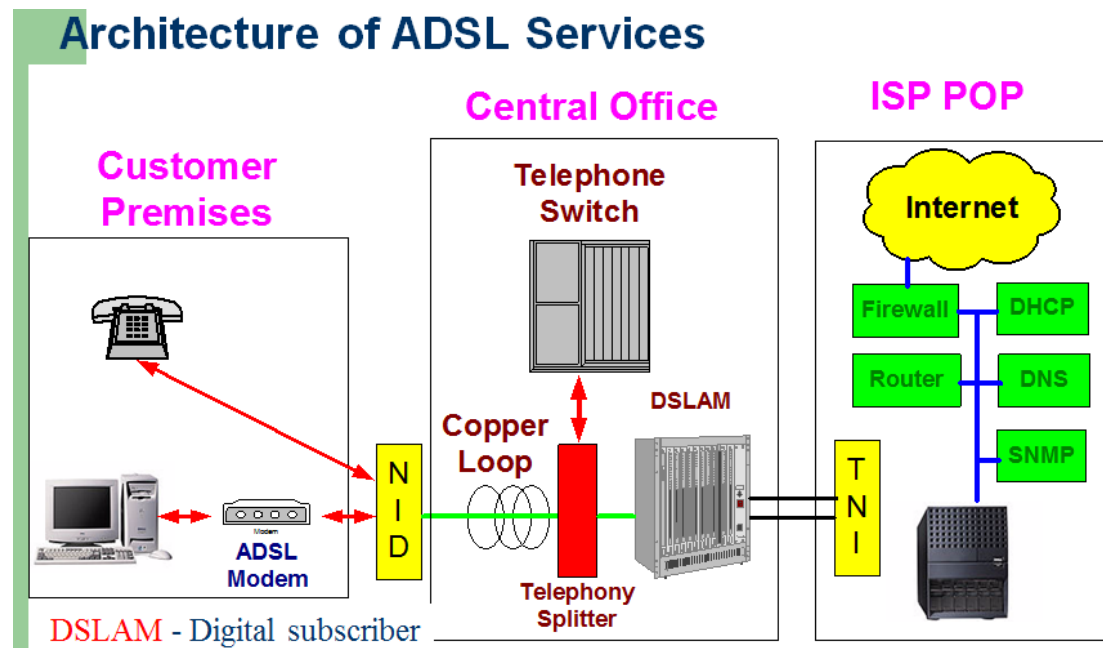 Architecture of ADSL Services
Customer
Premises
Central Office
ISP POP
Telephone
Switch
Internet
Firewall
DHCP
Router
DNS
SNMP
DSLAM
Copper
Loop
N
I
D
T
N
I
Modem
ADSL
Modem
Telephony
Splitter
DSLAM - Digital subscriber